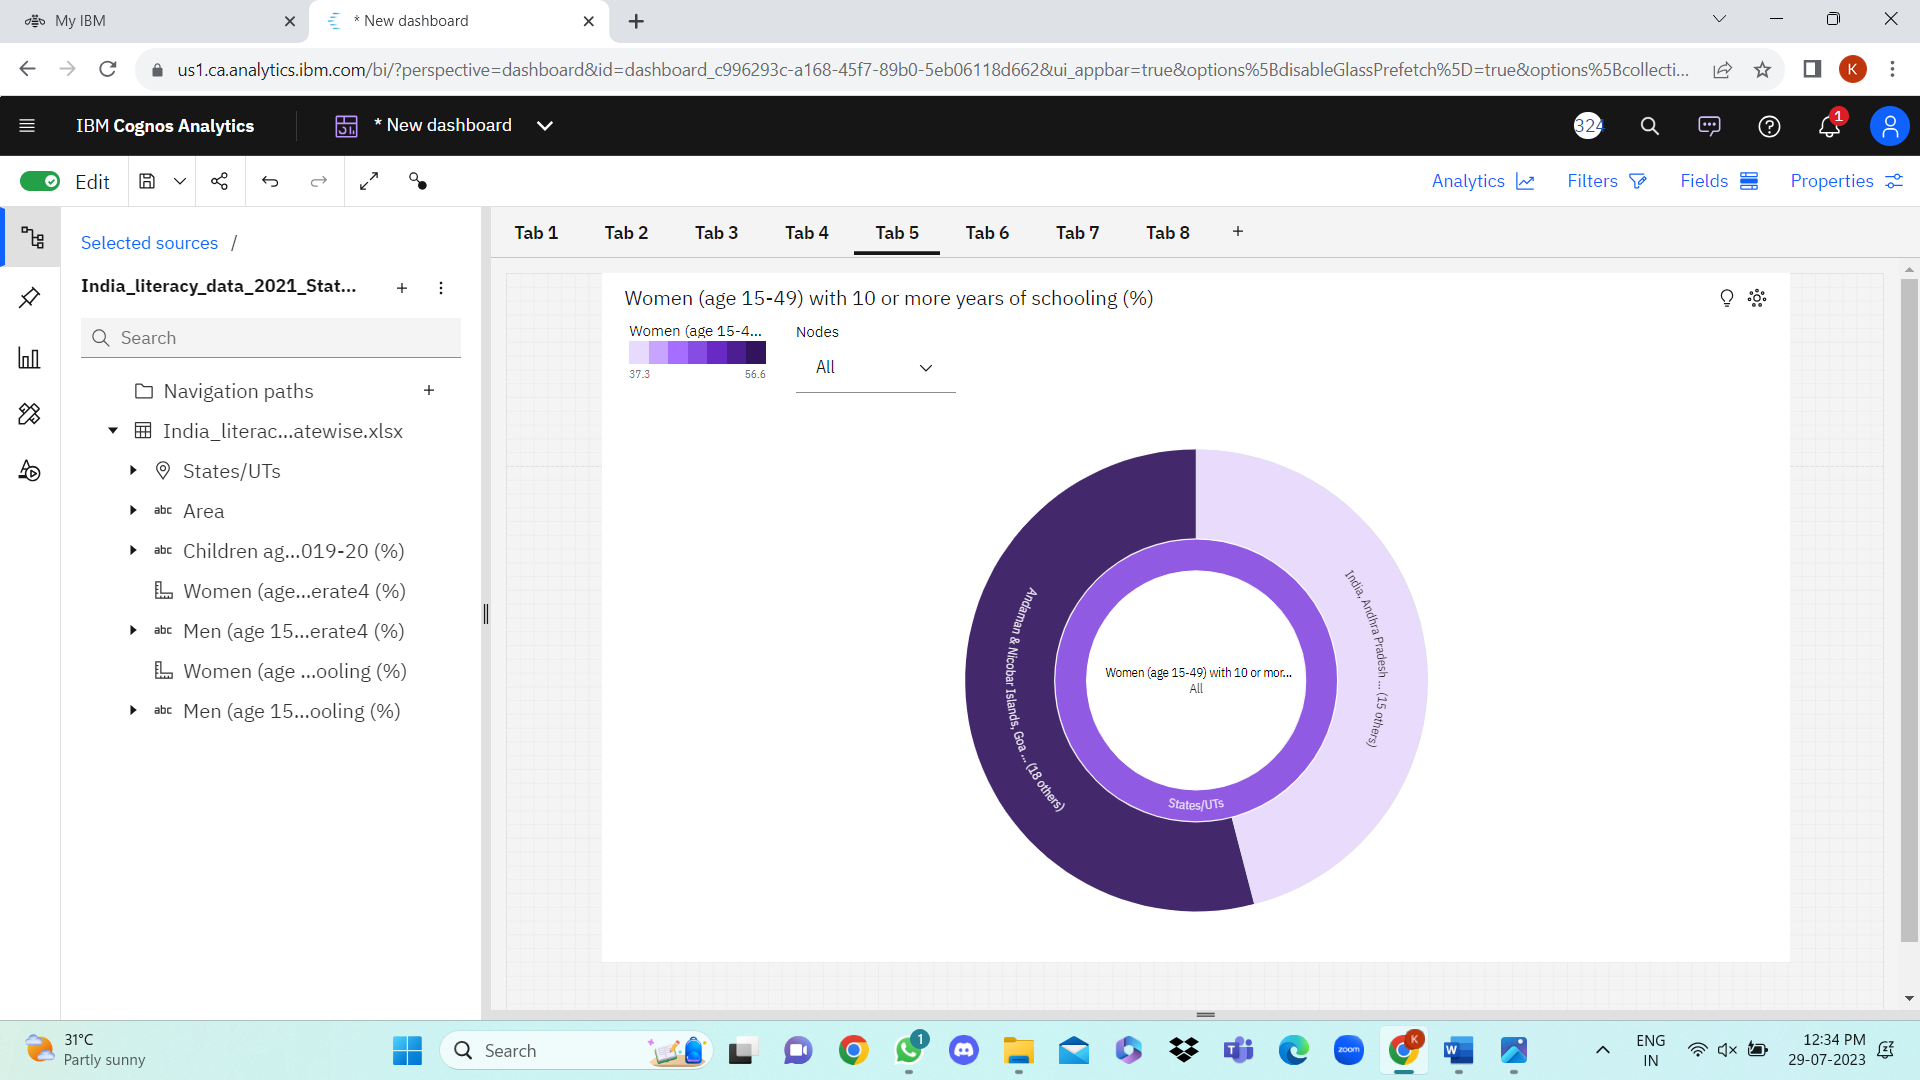 My IBM
* New dashboard
us1.ca.analytics.ibm.com/bi/?perspective=dashboard&id=dashboard_c996293c-a168-45f7-89b0-5eb06118d662&ui_appbar=true&options%5BdisableGlassPrefetch%5D=true&options%5Bcollecti...
K
IBM Cognos Analytics
* New dashboard
324
1
Edit
Analytics
Filters
Fields
Properties
Selected sources /
Tab 1
Tab 2
Tab 3
Tab 4
Tab 5
Tab 6
Tab 7
Tab 8
India_literacy_data_2021_Stat...
Search
Navigation paths
India_literac...atewise.xlsx
States/UTs
abc Area
abc Children ag...019-20 (%)
Women (age...erate4 (%)
abc Men (age 15...erate4 (%)
Women (age ...ooling (%)
abc Men (age 15...ooling (%)
Women (age 15-49) with 10 or more years of schooling (%)
Women (age 15-4...
37.3
56.6
Nodes
All
India, Andhra Pradesh ... (15 others)
Andaman & Nicobar Islands, Goa ... (18 others)
Women (age 15-49) with 10 or mor...
All
States/UTs
31°C
Partly sunny
Search
1
zoom
K
ENG
IN
12:34 PM
29-07-2023